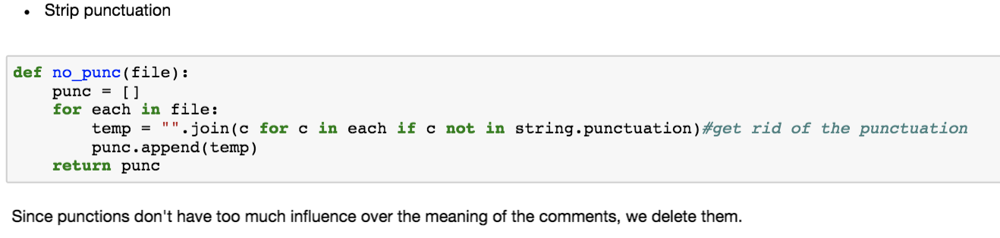 • Strip punctuation
def no_punc(file):
    punc = []
    for each in file:
        temp = "".join(c for c in each if c not in string.punctuation)#get rid of the punctuation
        punc.append(temp)
    return punc
Since punctions don't have too much influence over the meaning of the comments, we delete them.